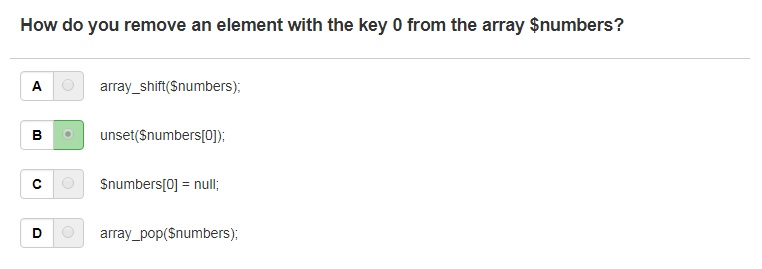 How do you remove an element with the key 0 from the array $numbers?
A array_shift($numbers);
B unset($numbers[0]);
C $numbers[0] = null;
D array_pop($numbers);